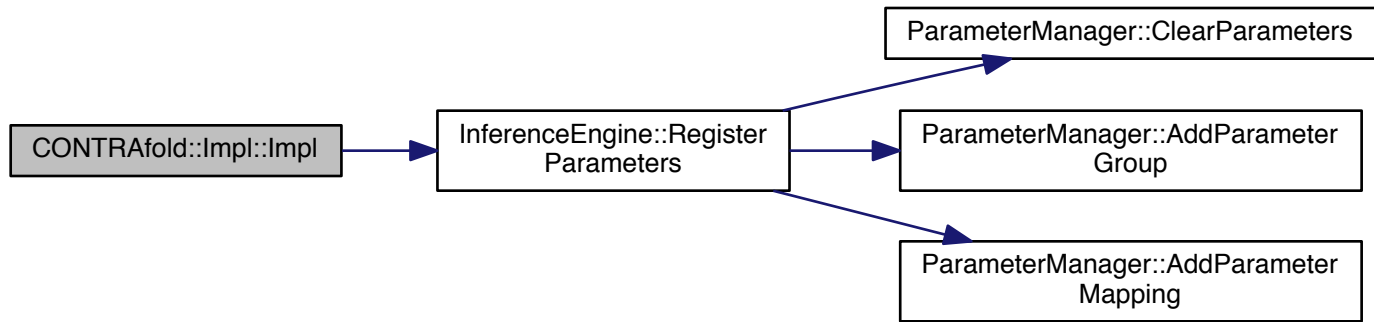 CONTRAfold::Impl::Impl
InferenceEngine::Register
Parameters
ParameterManager::ClearParameters
ParameterManager::AddParameter
Group
ParameterManager::AddParameter
Mapping